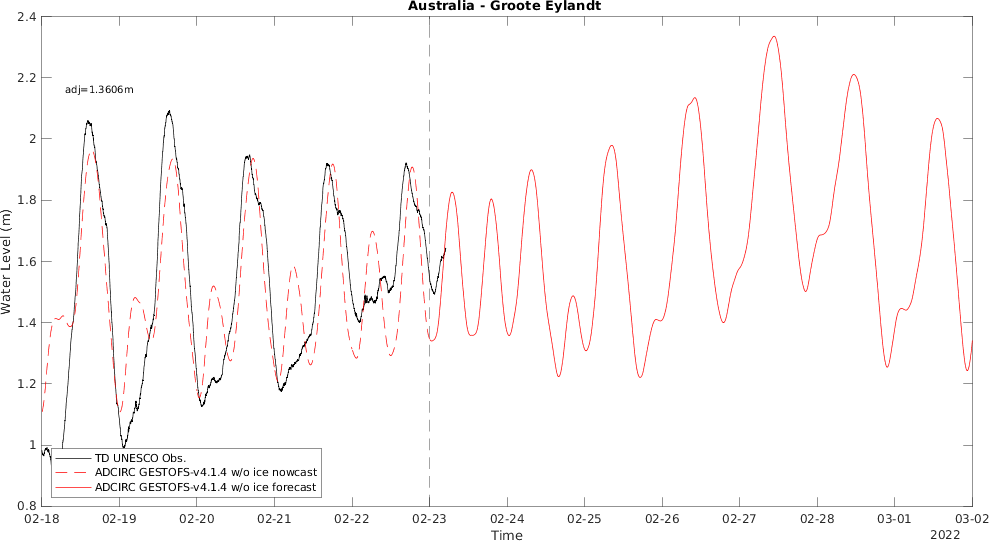 Australia - Groote Eylandt
2.4
2.2
2
1.8
1.6
1.4
1.2
1
0.8
Water Level (m)
adj=1.3606m
TD UNESCO Obs.
ADCIRC GESTOFS-v4.1.4 w/o ice nowcast
ADCIRC GESTOFS-v4.1.4 w/o ice forecast
02-18 02-19 02-20 02-21 02-22 02-23 02-24 02-25 02-26 02-27 02-28 03-01 03-02
Time
2022